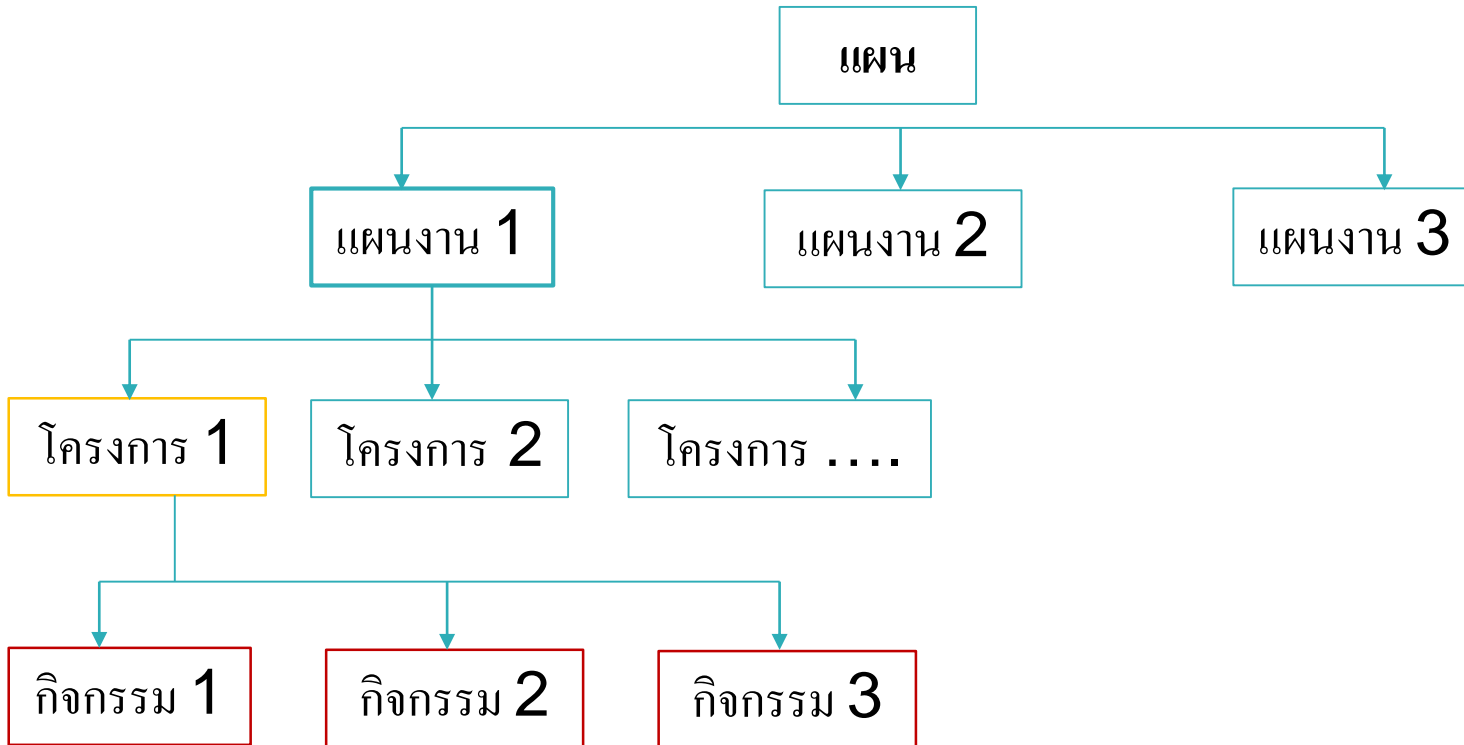 แผน
แผนงาน 1
แผนงาน 2
แผนงาน 3
โครงการ 1
โครงการ 2
โครงการ ....
กิจกรรม 1
กิจกรรม 2
กิจกรรม 3